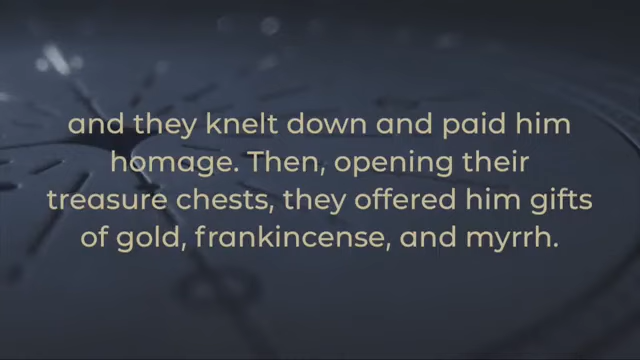 and they knelt down and paid him
homage. Then, opening their
treasure chests, they offered him gifts
of gold, frankincense, and myrrh.